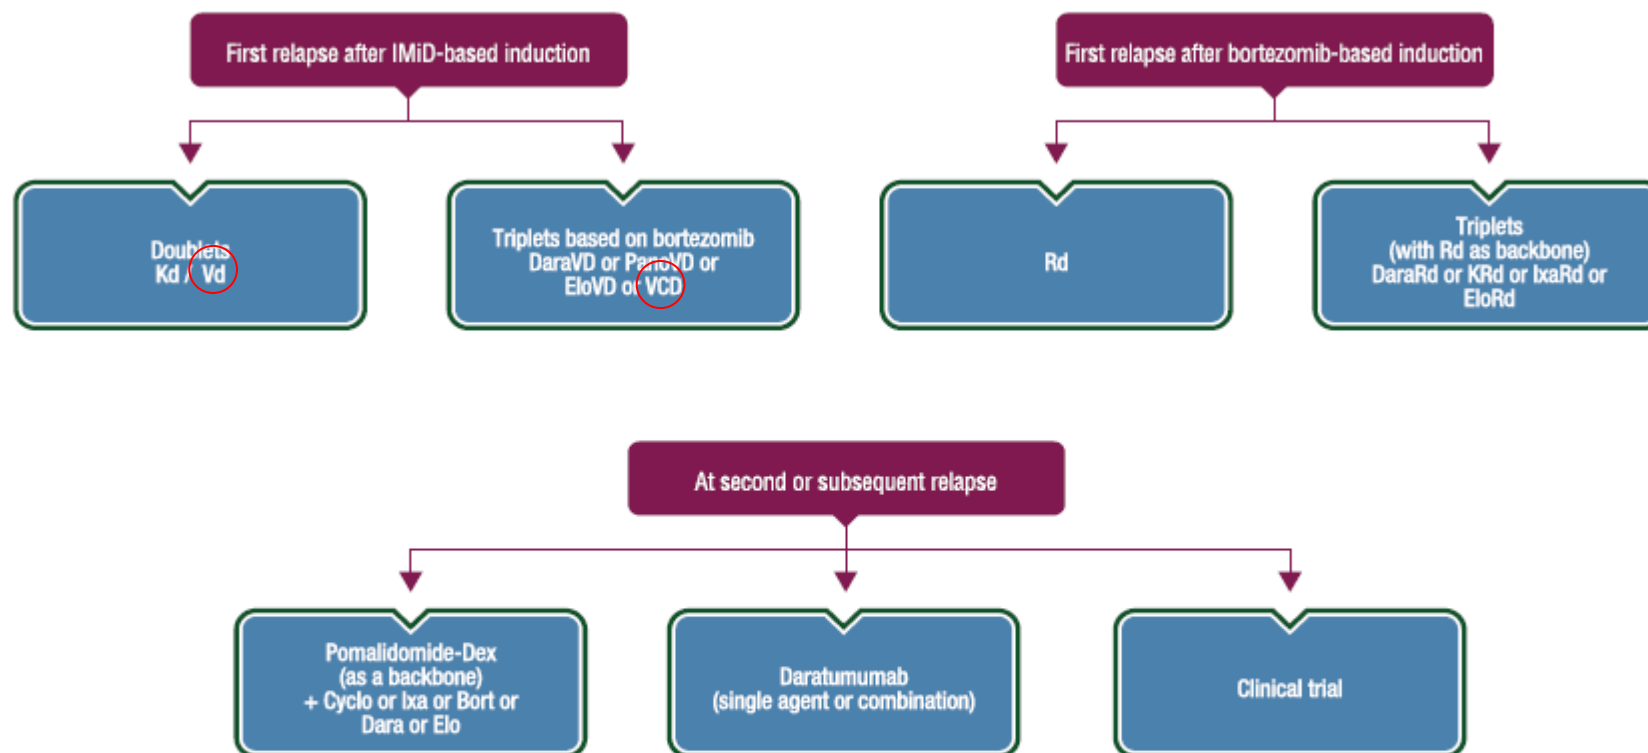 First relapse after IMiD-based induction
First relapse after bortezomib-based induction
Doublets
Kd / Vd
Triplets based on bortezomib
DaraVD or PanoVD or
EloVD or VCD
Rd
Triplets
(with Rd as backbone)
DaraRd or KRd or IxaRd or
EloRd
At second or subsequent relapse
Pomalidomide-Dex
(as a backbone)
+ Cyclo or Ixa or Bort or
Dara or Elo
Daratumumab
(single agent or combination)
Clinical trial